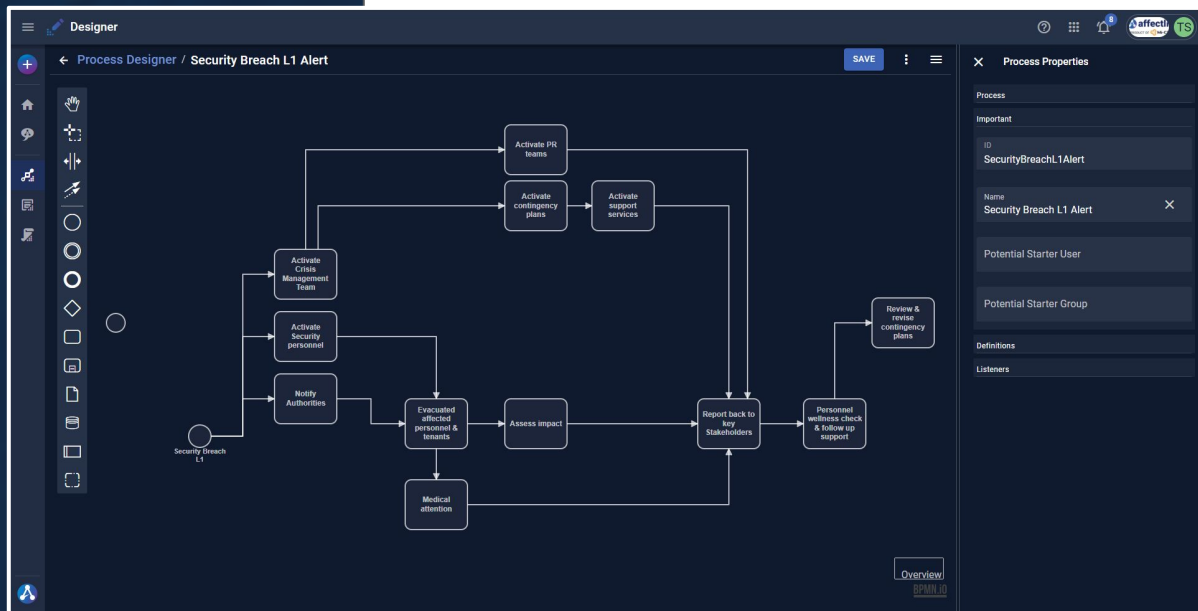 Designer
8
affectli
TS
Process Designer / Security Breach L1 Alert
SAVE
Process Properties
Process
Important
ID
SecurityBreachL1Alert
Name
Security Breach L1 Alert
Potential Starter User
Potential Starter Group
Definitions
Listeners
Activate PR
teams
Activate
contingency
plans
Activate
support
services
Activate
Crisis
Management
Team
Activate
Security
personnel
Notify
Authorities
Security Breach
L1
Evacuated
affected
personnel &
tenants
Assess impact
Medical
attention
Report back to
key
Stakeholders
Personnel
wellness check
& follow up
support
Review &
revise
contingency
plans
Overview
BPMN.iO